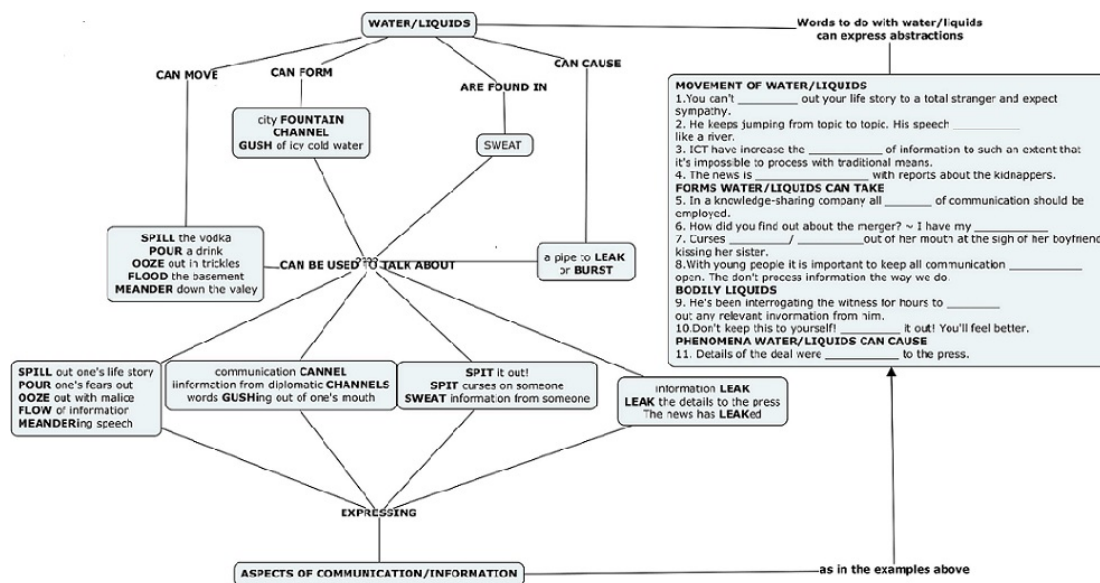 WATER/LIQUIDS
Words to do with water/liquids
can express abstractions
CAN MOVE
CAN FORM
ARE FOUND IN
CAN CAUSE
city FOUNTAIN
CHANNEL
GUSH of icy cold water
SWEAT
SPILL the vodka
POUR a drink
OOZE out in trickles
FLOOD the basement
MEANDER down the valey
????
CAN BE USED TO TALK ABOUT
a pipe to LEAK
or BURST
MOVEMENT OF WATER/LIQUIDS
1.You can't __________ out your life story to a total stranger and expect
sympathy.
2. He keeps jumping from topic to topic. His speech ___________
like a river.
3. ICT have increase the ____________ of information to such an extent that
it's impossible to process with traditional means.
4. The news is __________________ with reports about the kidnappers.
FORMS WATER/LIQUIDS CAN TAKE
5. In a knowledge-sharing company all ________ of communication should be
employed.
6. How did you find out about the merger? ~ I have my ____________
7. Curses __________/ ______________out of her mouth at the sigh of her boyfriend
kissing her sister.
8.With young people it is important to keep all communication ____________
open. The don't process information the way we do.
BODILY LIQUIDS
9. He's been interrogating the witness for hours to ________
out any relevant invormation from him.
10.Don't keep this to yourself! _________ it out! You'll feel better.
PHENOMENA WATER/LIQUIDS CAN CAUSE
11. Details of the deal were ____________ to the press.
SPILL out one's life story
POUR one's fears out
OOZE out with malice
FLOW of information
MEANDERing speech
communication CANNEL
iinformation from diplomatic CHANNELS
words GUSHing out of one's mouth
SPIT it out!
SPIT curses on someone
SWEAT information from someone
information LEAK
LEAK the details to the press
The news has LEAKed
EXPRESSING
ASPECTS OF COMMUNICATION/INFORMATION
as in the examples above